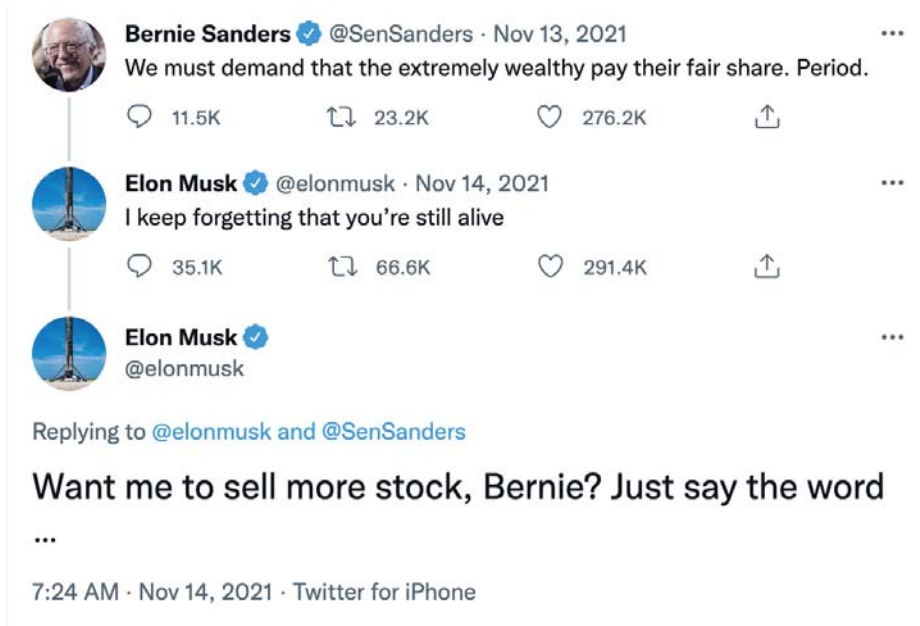 Bernie Sanders @SenSanders · Nov 13, 2021
We must demand that the extremely wealthy pay their fair share. Period.
11.5K 23.2K 276.2K
Elon Musk @elonmusk · Nov 14, 2021
I keep forgetting that you’re still alive
35.1K 66.6K 291.4K
Elon Musk
@elonmusk
Replying to @elonmusk and @SenSanders
Want me to sell more stock, Bernie? Just say the word
...
7:24 AM · Nov 14, 2021 · Twitter for iPhone